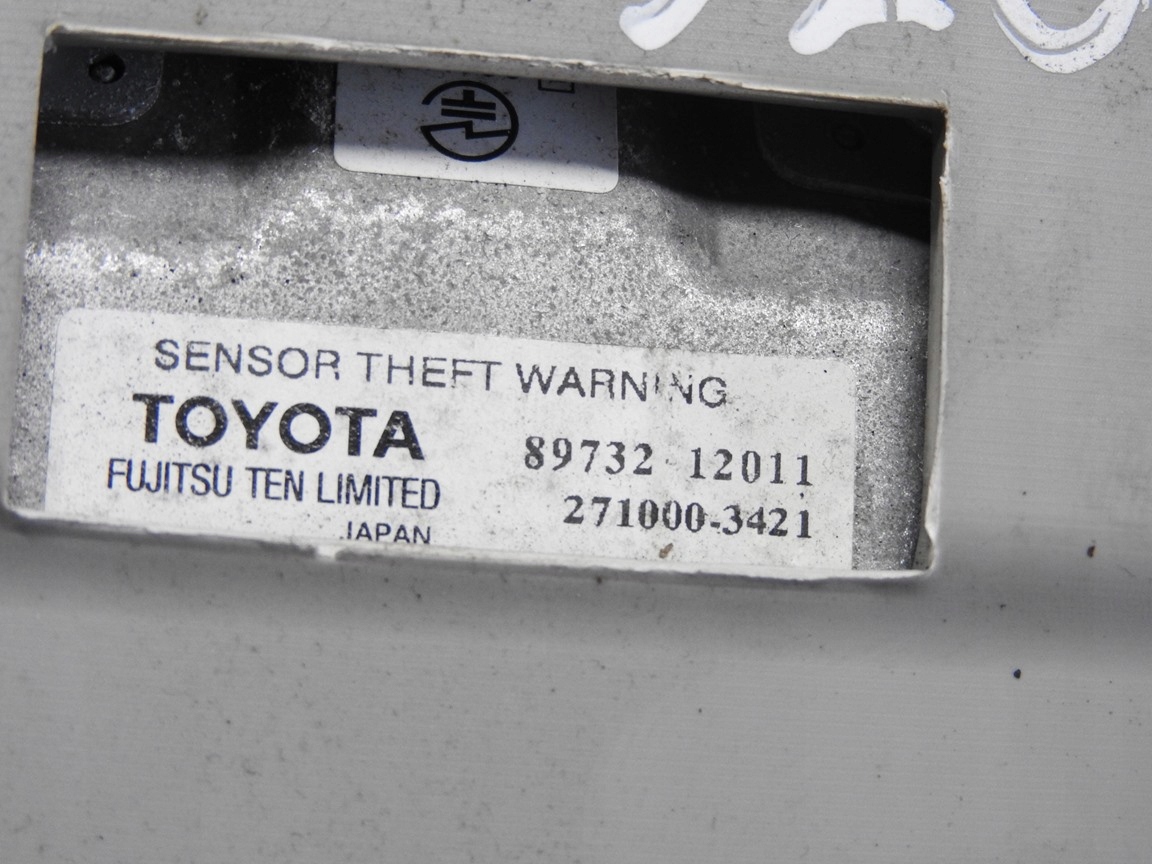 SENSOR THEFT WARNING
TOYOTA
89732-12011
FUJITSU TEN LIMITED
271000-3421
JAPAN